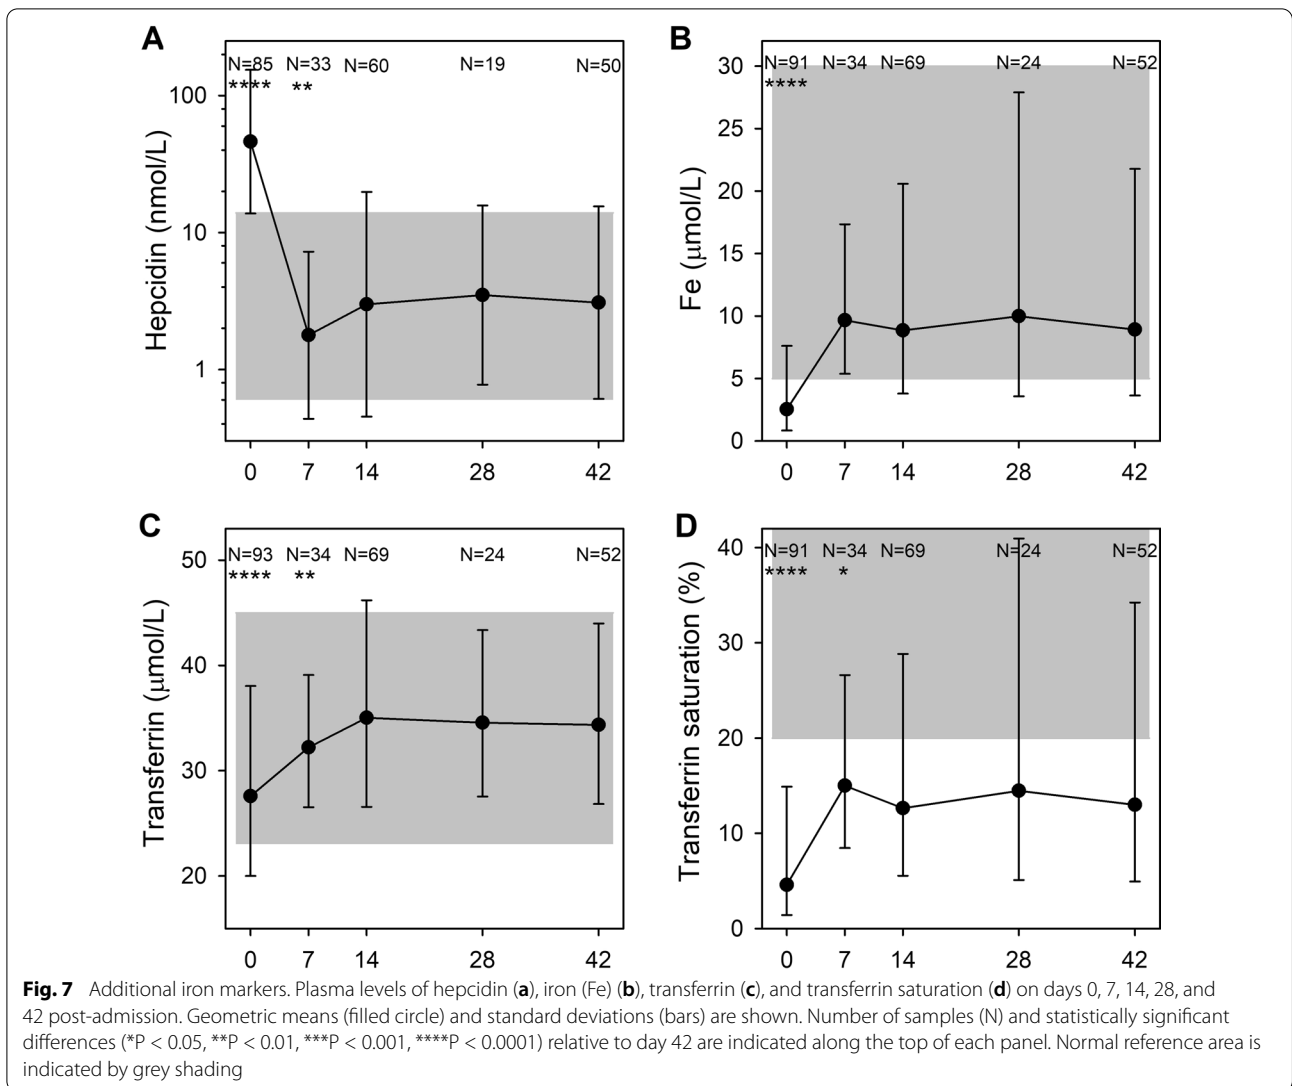 A
N=85 N=33 N=60 N=19 N=50
**** **
100
10
1
Hepcidin (nmol/L)
0 7 14 28 42
B
N=91 N=34 N=69 N=24 N=52
****
30
25
20
15
10
5
0
Fe (μmol/L)
0 7 14 28 42
C
N=93 N=34 N=69 N=24 N=52
**** **
50
40
30
20
Transferrin (μmol/L)
0 7 14 28 42
D
N=91 N=34 N=69 N=24 N=52
**** *
40
30
20
10
0
Transferrin saturation (%)
0 7 14 28 42
Fig. 7 Additional iron markers. Plasma levels of hepcidin (a), iron (Fe) (b), transferrin (c), and transferrin saturation (d) on days 0, 7, 14, 28, and
42 post-admission. Geometric means (filled circle) and standard deviations (bars) are shown. Number of samples (N) and statistically significant
differences (*P < 0.05, **P < 0.01, ***P < 0.001, ****P < 0.0001) relative to day 42 are indicated along the top of each panel. Normal reference area is
indicated by grey shading